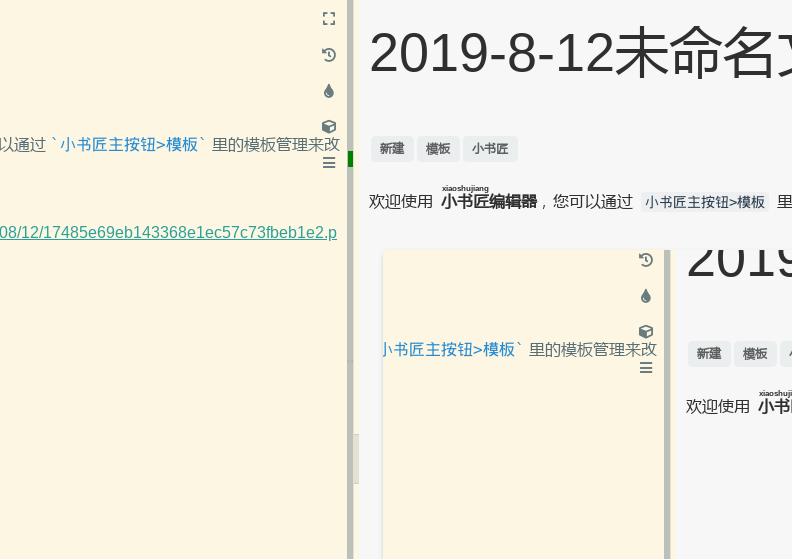 以通过 `小书匠主按钮>模板` 里的模板管理来改
08/12/17485e69eb143368e1ec57c73fbeb1e2.p
2019-8-12未命名
新建 模板 小书匠
xiaoshujiang
欢迎使用 小书匠编辑器，您可以通过 小书匠主按钮>模板 里
2019
小书匠主按钮>模板` 里的模板管理来改
新建 模板
xiaoshuji
欢迎使用 小书